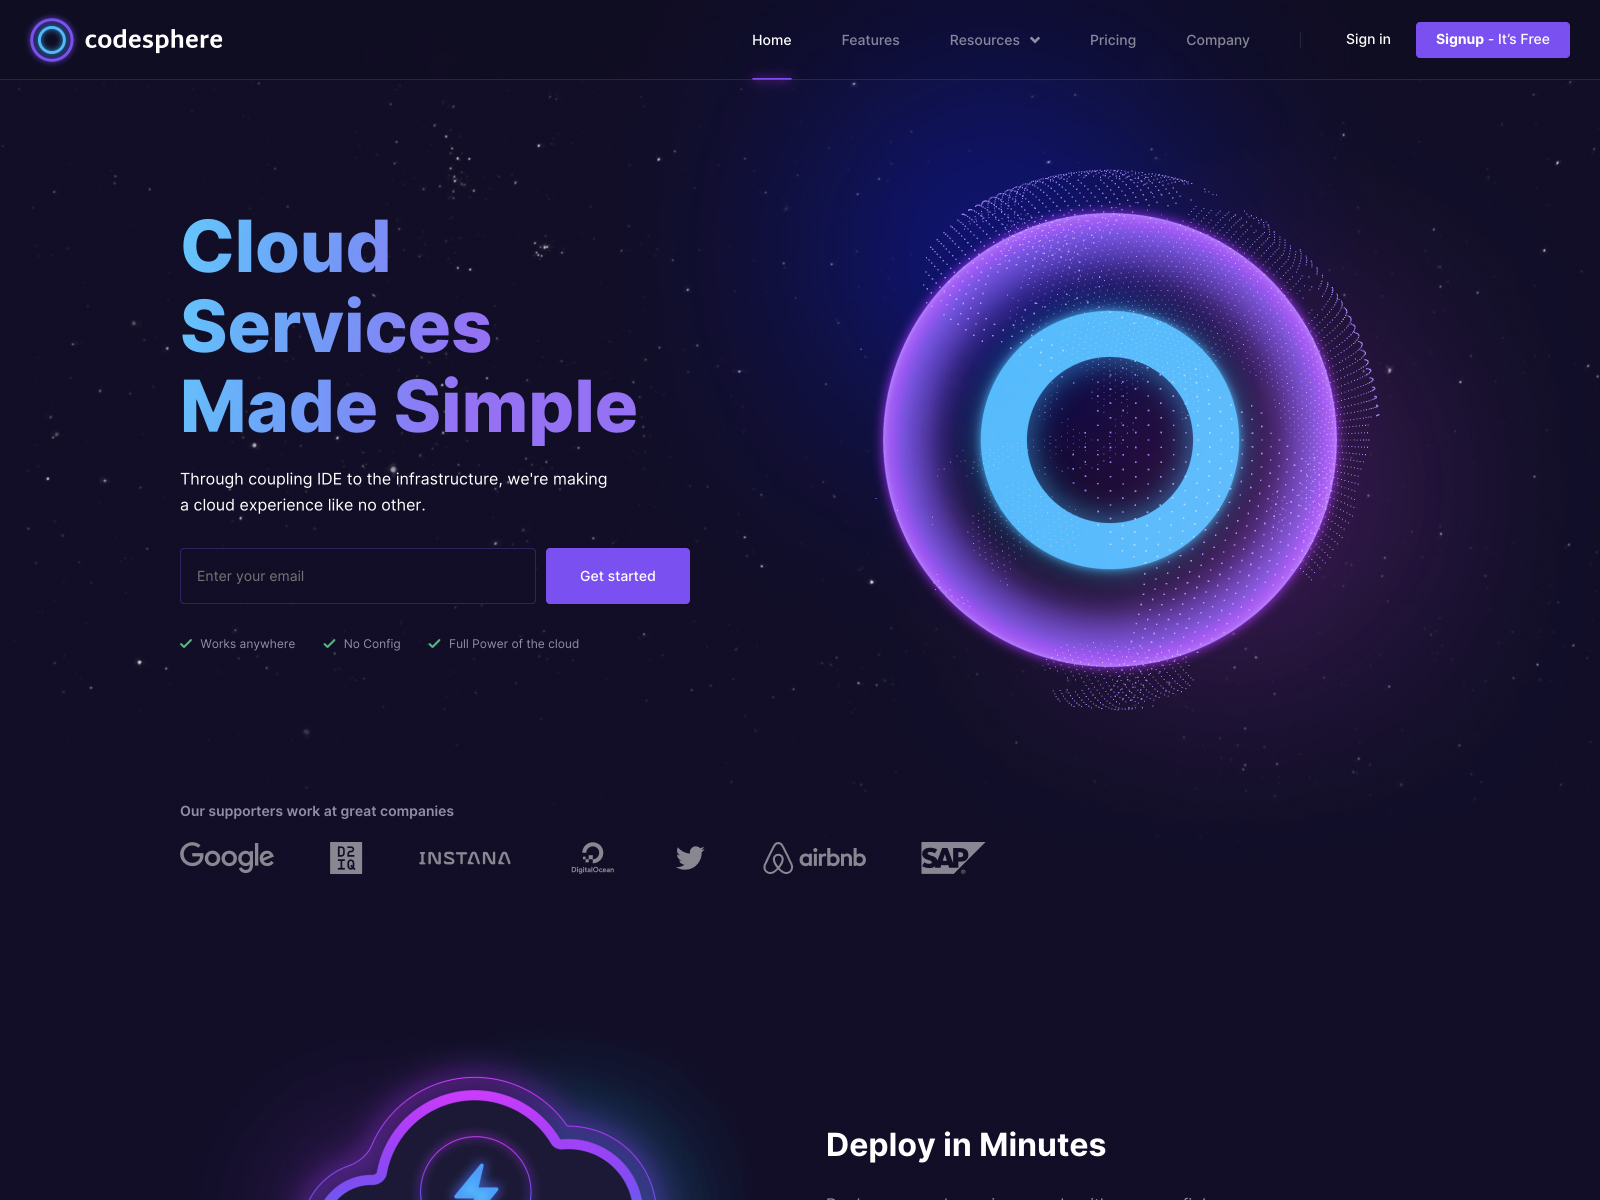 codesphere
Home Features Resources Pricing Company Sign in Signup - It's Free
Cloud
Services
Made Simple
Through coupling IDE to the infrastructure, we're making
a cloud experience like no other.
Enter your email Get started
Works anywhere No Config Full Power of the cloud
Our supporters work at great companies
Google D2 IQ INSTANA DigitalOcean airbnb SAP
Deploy in Minutes